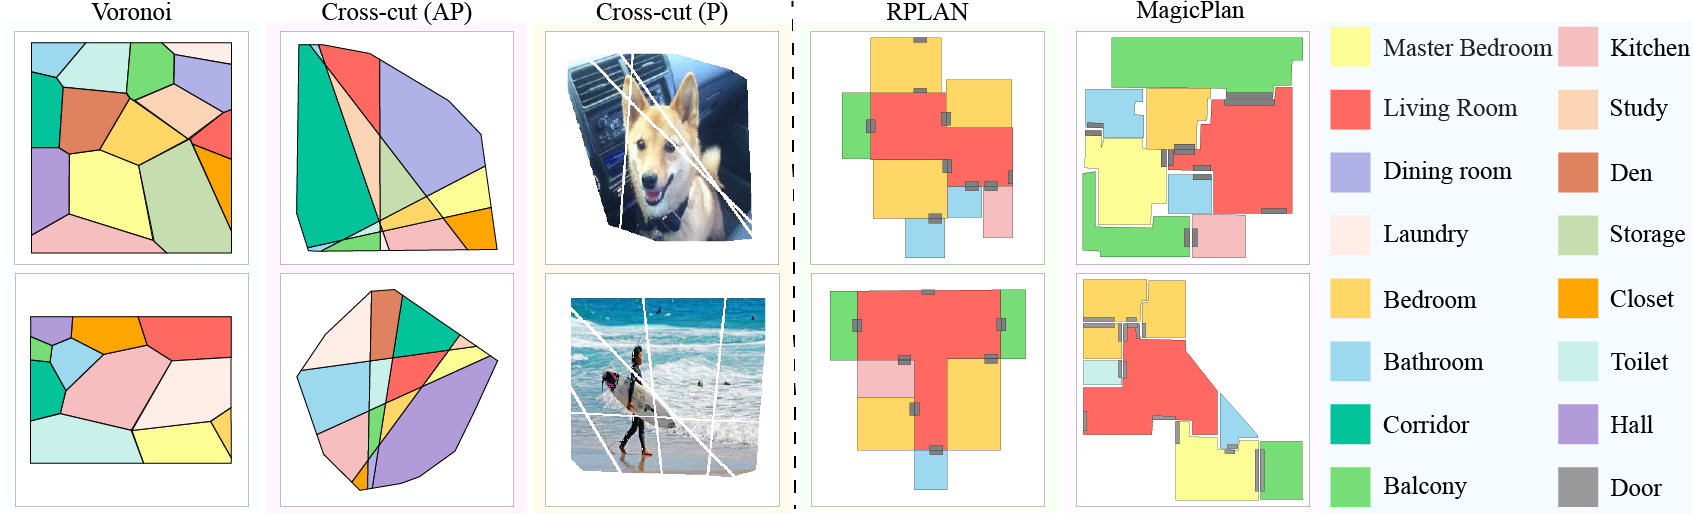 Voronoi
Cross-cut (AP)
Cross-cut (P)
RPLAN
MagicPlan
Master Bedroom
Kitchen
Living Room
Study
Dining room
Den
Laundry
Storage
Bedroom
Closet
Bathroom
Toilet
Corridor
Hall
Balcony
Door